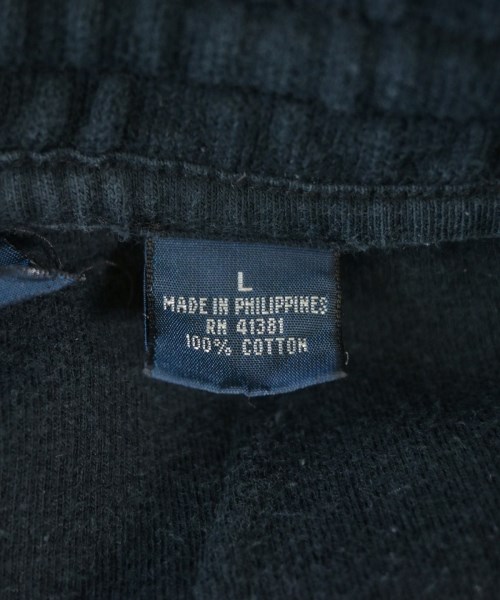 L
MADE IN PHILIPPINES
RN 41381
100% COTTON